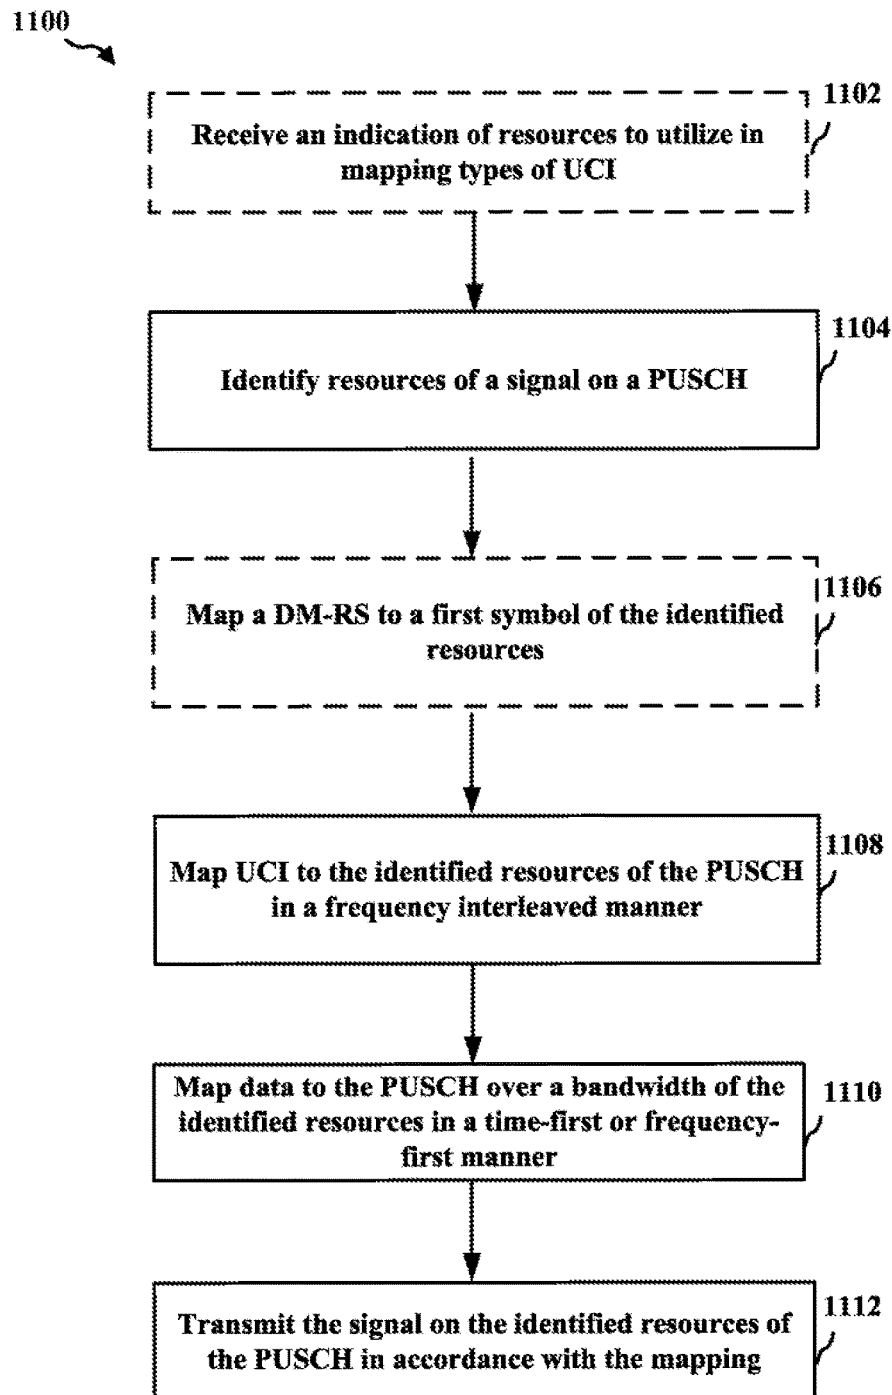 1100
1102
Receive an indication of resources to utilize in
mapping types of UCI
1104
Identify resources of a signal on a PUSCH
1106
Map a DM-RS to a first symbol of the identified
resources
1108
Map UCI to the identified resources of the PUSCH
in a frequency interleaved manner
1110
Map data to the PUSCH over a bandwidth of the
identified resources in a time-first or frequency-
first manner
1112
Transmit the signal on the identified resources of
the PUSCH in accordance with the mapping